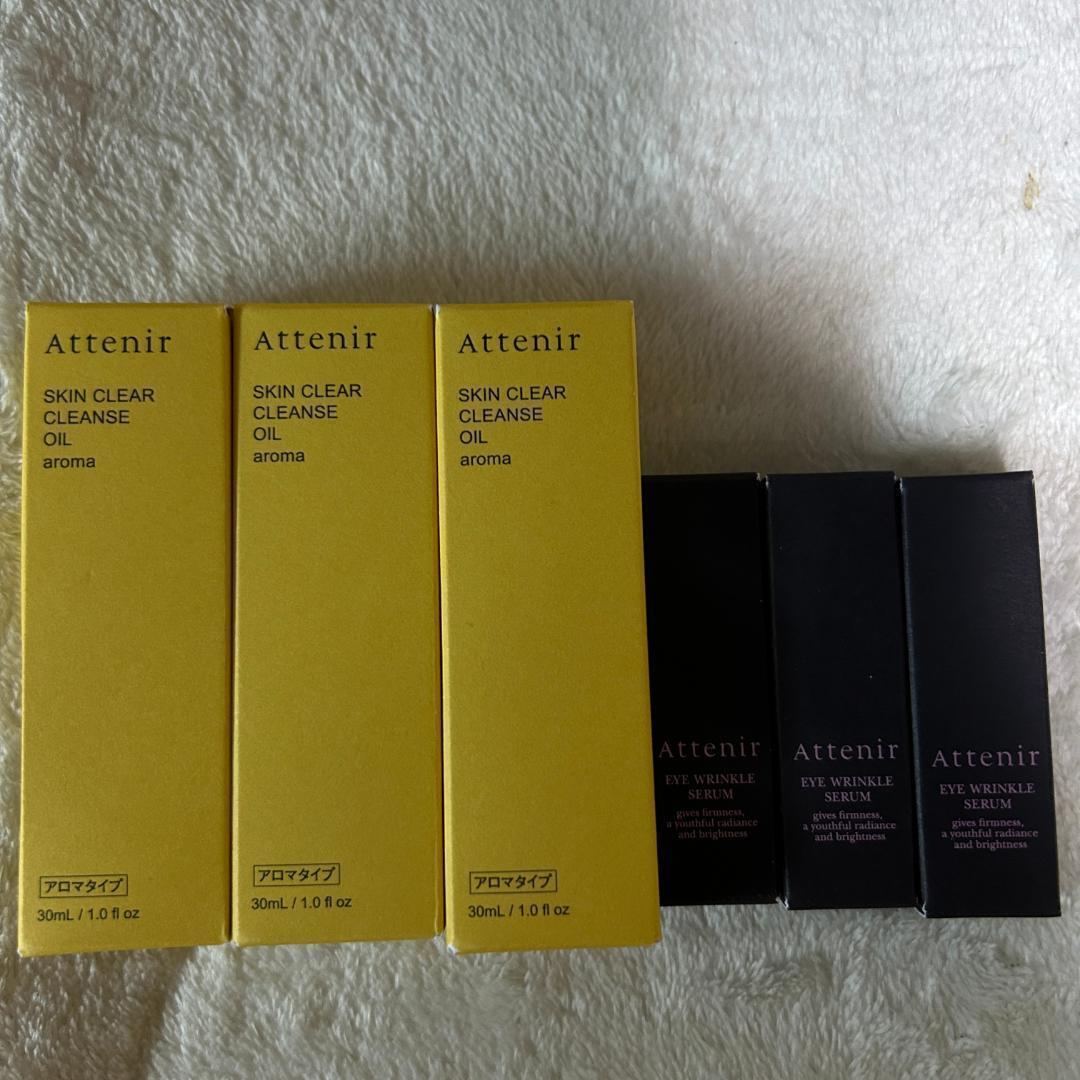 Attenir
SKIN CLEAR
CLEANSE
OIL
aroma
アロマタイプ
30mL / 1.0 fl oz
Attenir
SKIN CLEAR
CLEANSE
OIL
aroma
アロマタイプ
30mL / 1.0 fl oz
Attenir
SKIN CLEAR
CLEANSE
OIL
aroma
アロマタイプ
30mL / 1.0 fl oz
Attenir
EYE WRINKLE
SERUM
gives firmness,
a youthful radiance
and brightness
Attenir
EYE WRINKLE
SERUM
gives firmness,
a youthful radiance
and brightness
Attenir
EYE WRINKLE
SERUM
gives firmness,
a youthful radiance
and brightness